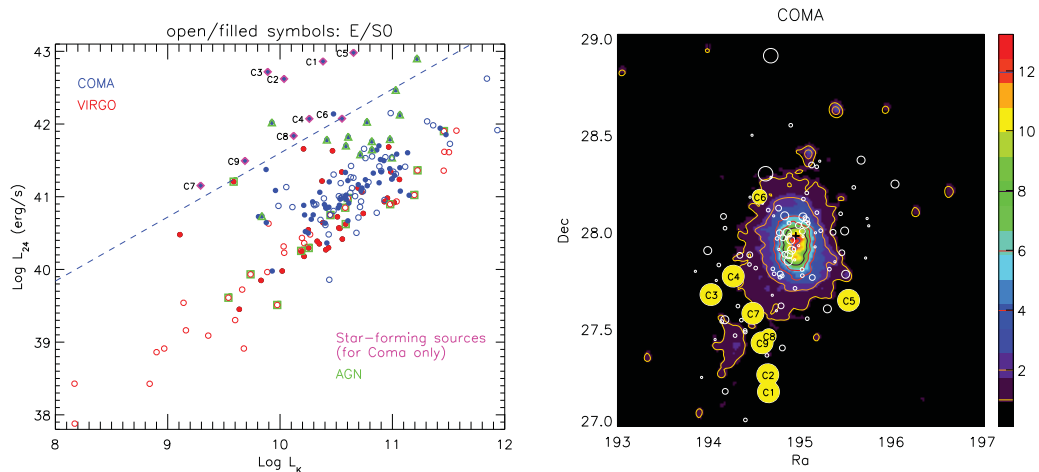 open/filled symbols: E/S0
43
42
41
40
39
38
Log L24 (erg/s)
COMA
VIRGO
C5
C1
C3
C2
C4
C6
C8
C9
C7
Star-forming sources
(for Coma only)
AGN
8
9
10
11
12
Log LK
COMA
29.0
28.5
28.0
27.5
27.0
Dec
C6
C4
C3
C5
C7
C8
C9
C2
C1
193
194
195
196
197
Ra
12
10
8
6
4
2